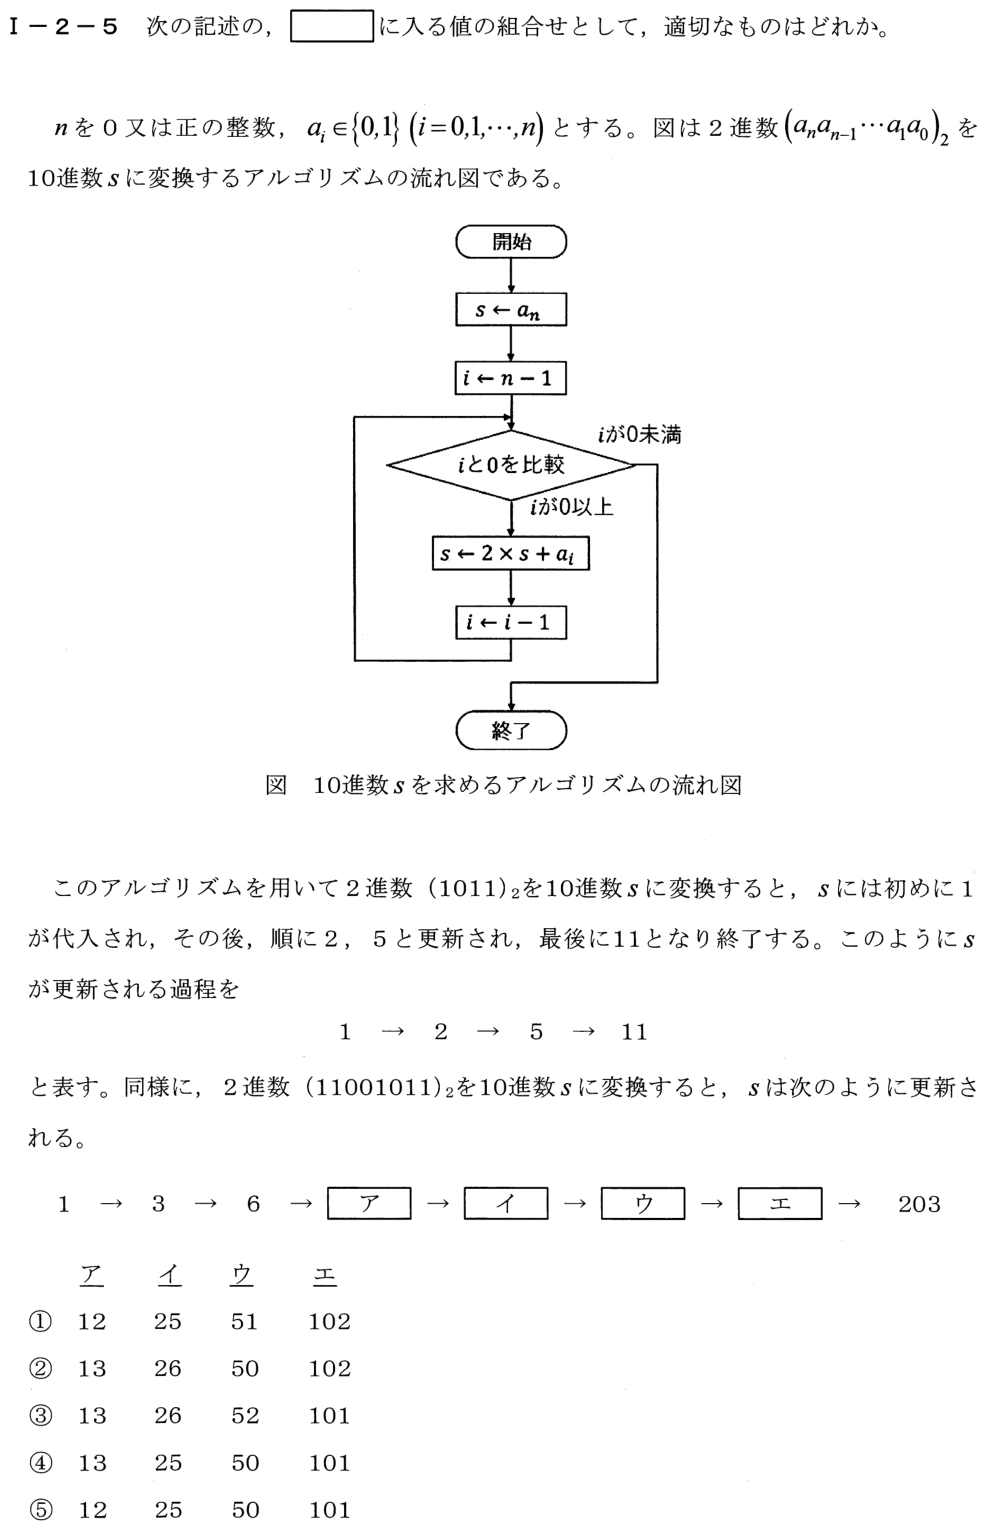 Ⅰ－2－5　次の記述の，　　　に入る値の組合せとして，適切なものはどれか。
nを０又は正の整数，a_i∈{0,1} (i=0,1,⋯,n)とする。図は２進数(a_n a_{n−1}⋯a_1 a_0)_2を
10進数sに変換するアルゴリズムの流れ図である。
開始
s ← a_n
i ← n − 1
iが0未満
iと0を比較
iが0以上
s ← 2 × s + a_i
i ← i − 1
終了
図　10進数sを求めるアルゴリズムの流れ図
このアルゴリズムを用いて２進数（1011)₂を10進数sに変換すると，sには初めに１
が代入され，その後，順に２，５と更新され，最後に11となり終了する。このようにs
が更新される過程を
1　→　2　→　5　→　11
と表す。同様に，２進数（11001011)₂を10進数sに変換すると，sは次のように更新さ
れる。
1　→　3　→　6　→　ア　→　イ　→　ウ　→　エ　→　203
ア　イ　ウ　エ
①　12　25　51　102
②　13　26　50　102
③　13　26　52　101
④　13　25　50　101
⑤　12　25　50　101